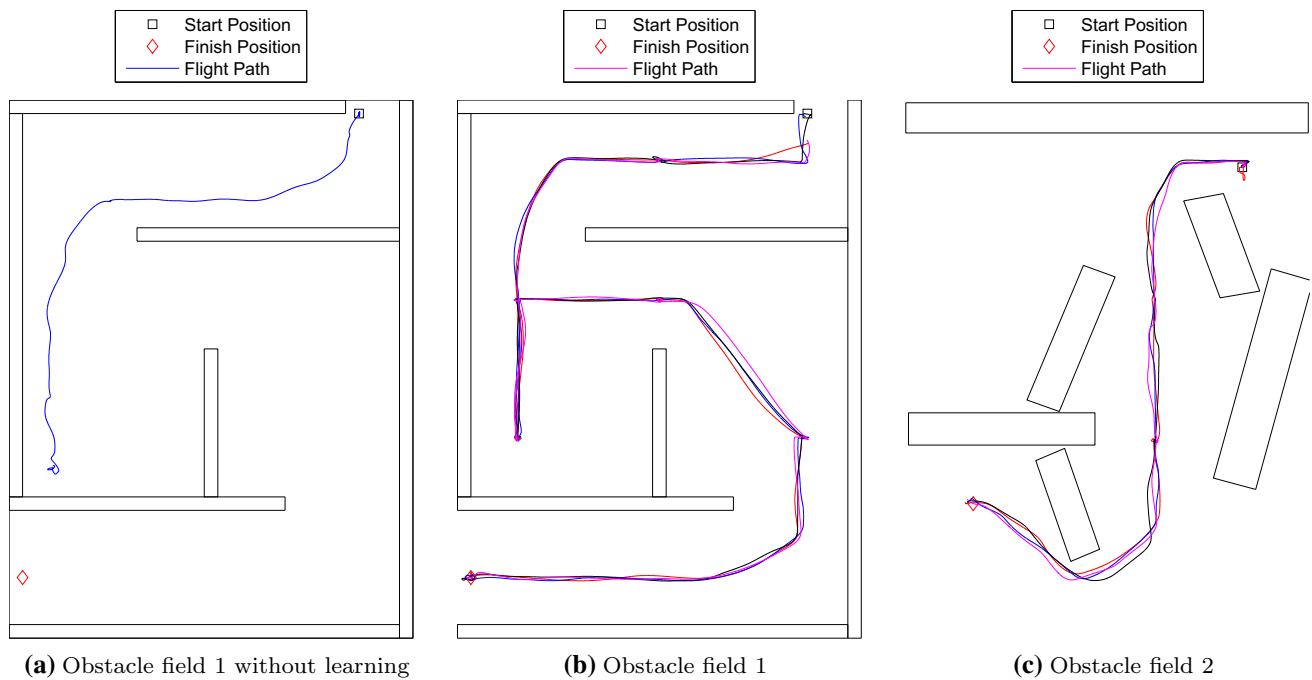 Start Position
Finish Position
Flight Path
Start Position
Finish Position
Flight Path
Start Position
Finish Position
Flight Path
(a) Obstacle field 1 without learning
(b) Obstacle field 1
(c) Obstacle field 2